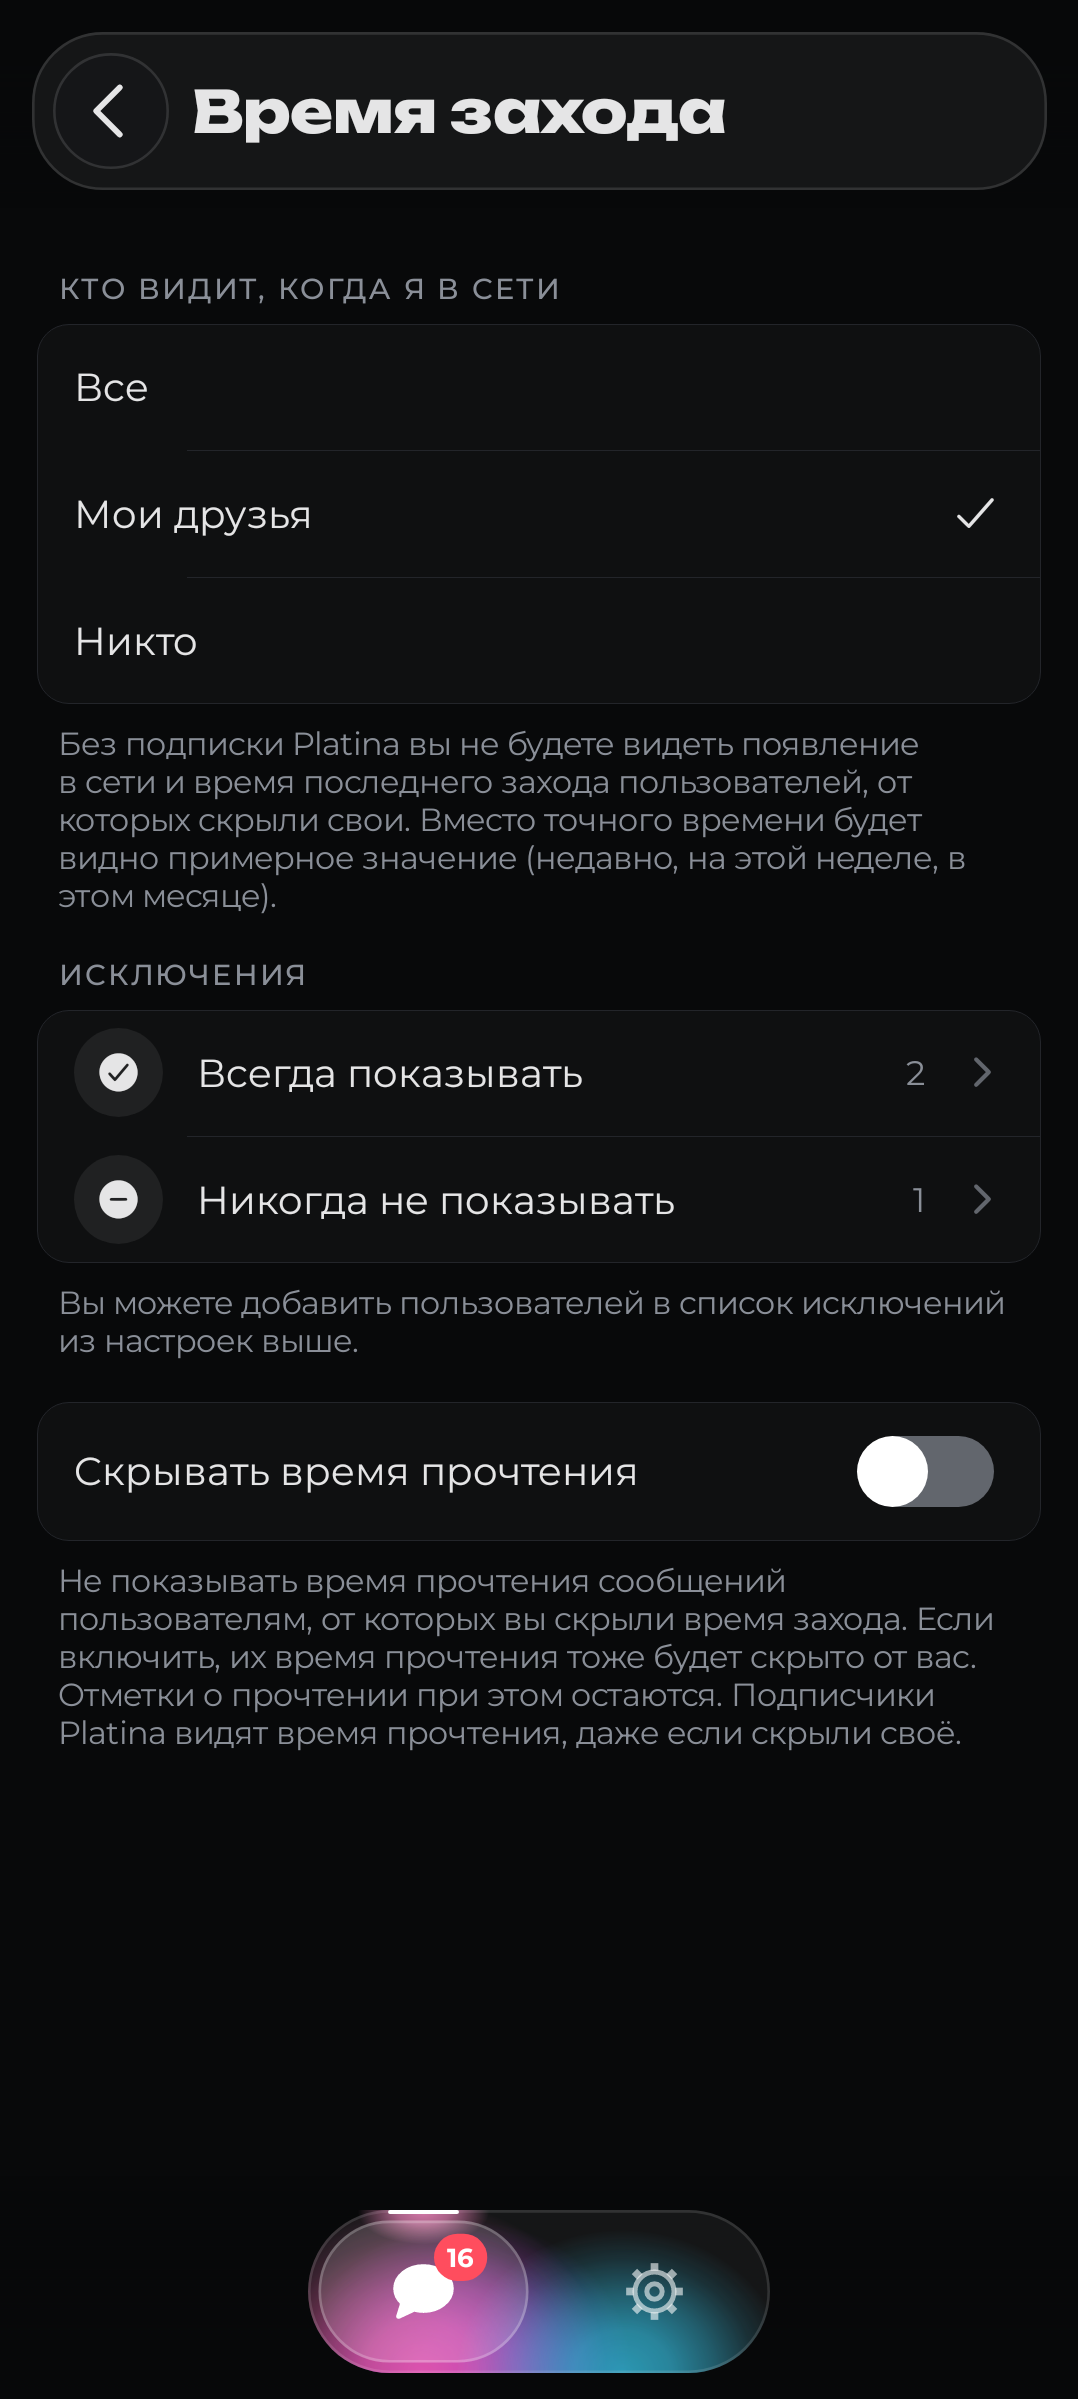 Время захода
КТО ВИДИТ, КОГДА Я В СЕТИ
Все
Мои друзья
Никто
Без подписки Platina вы не будете видеть появление
в сети и время последнего захода пользователей, от
которых скрыли свои. Вместо точного времени будет
видно примерное значение (недавно, на этой неделе, в
этом месяце).
ИСКЛЮЧЕНИЯ
Всегда показывать 2
Никогда не показывать 1
Вы можете добавить пользователей в список исключений
из настроек выше.
Скрывать время прочтения
Не показывать время прочтения сообщений
пользователям, от которых вы скрыли время захода. Если
включить, их время прочтения тоже будет скрыто от вас.
Отметки о прочтении при этом остаются. Подписчики
Platina видят время прочтения, даже если скрыли своё.
16